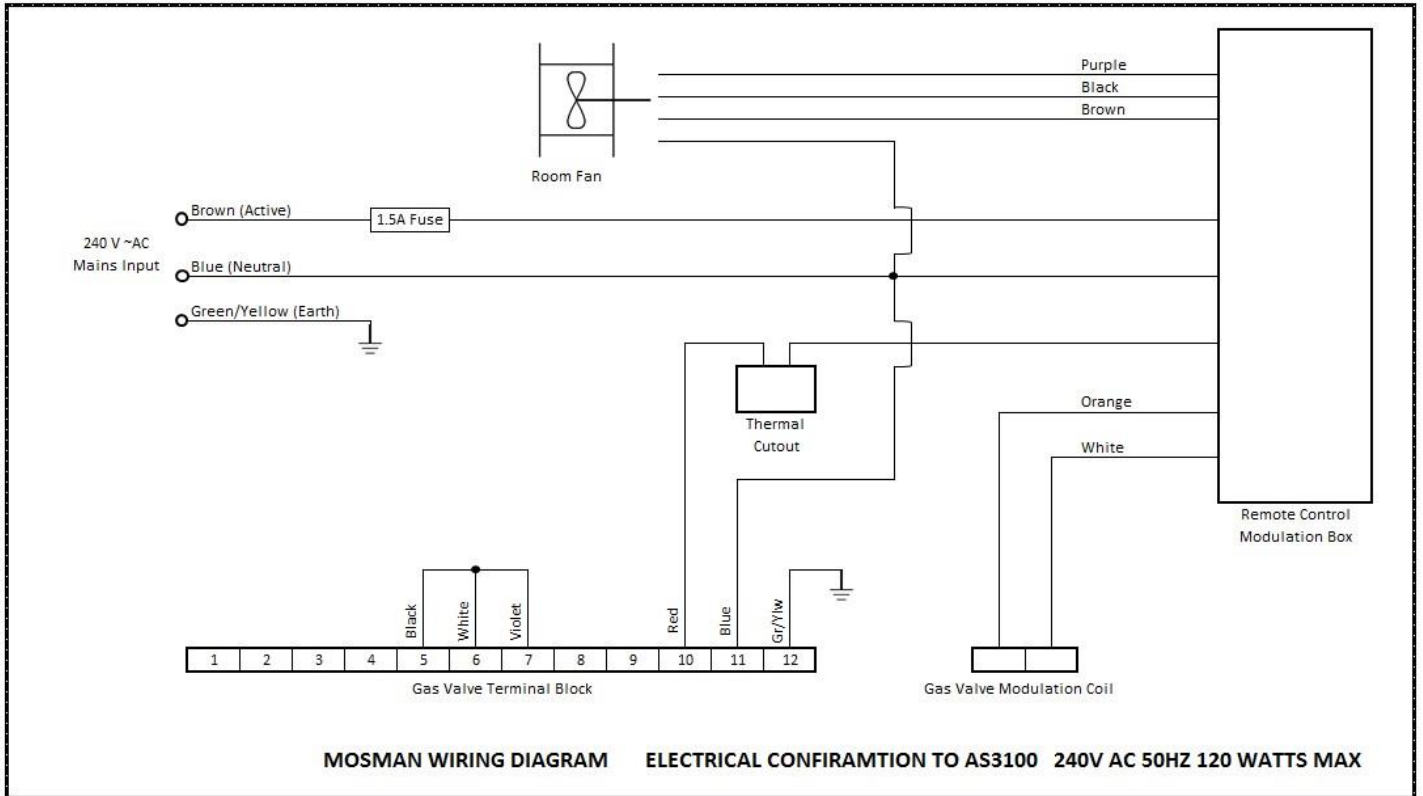 Purple
Black
Brown
Room Fan
Brown (Active)
1.5A Fuse
240 V ~AC
Mains Input
Blue (Neutral)
Green/Yellow (Earth)
Thermal
Cutout
Orange
White
Remote Control
Modulation Box
Black
White
Violet
Red
Blue
Gr/Ylw
1 2 3 4 5 6 7 8 9 10 11 12
Gas Valve Terminal Block
Gas Valve Modulation Coil
MOSMAN WIRING DIAGRAM ELECTRICAL CONFIRAMTION TO AS3100 240V AC 50HZ 120 WATTS MAX